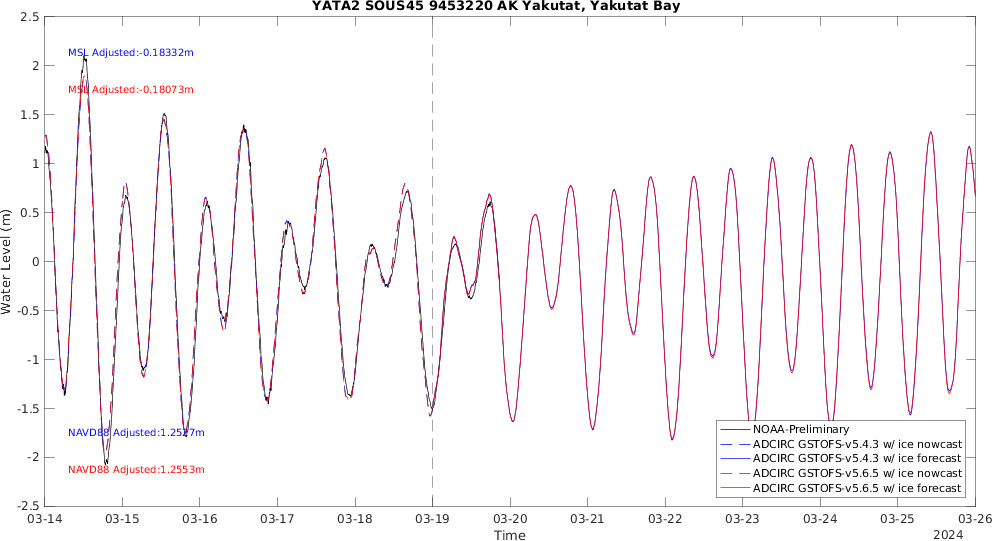 YATA2 SOUS45 9453220 AK Yakutat, Yakutat Bay
Water Level (m)
2.5
2
1.5
1
0.5
0
-0.5
-1
-1.5
-2
-2.5
MSL Adjusted:-0.18332m
MSL Adjusted:-0.18073m
NAVD88 Adjusted:1.2527m
NAVD88 Adjusted:1.2553m
NOAA-Preliminary
ADCIRC GSTOFS-v5.4.3 w/ ice nowcast
ADCIRC GSTOFS-v5.4.3 w/ ice forecast
ADCIRC GSTOFS-v5.6.5 w/ ice nowcast
ADCIRC GSTOFS-v5.6.5 w/ ice forecast
03-14 03-15 03-16 03-17 03-18 03-19 03-20 03-21 03-22 03-23 03-24 03-25 03-26
Time
2024